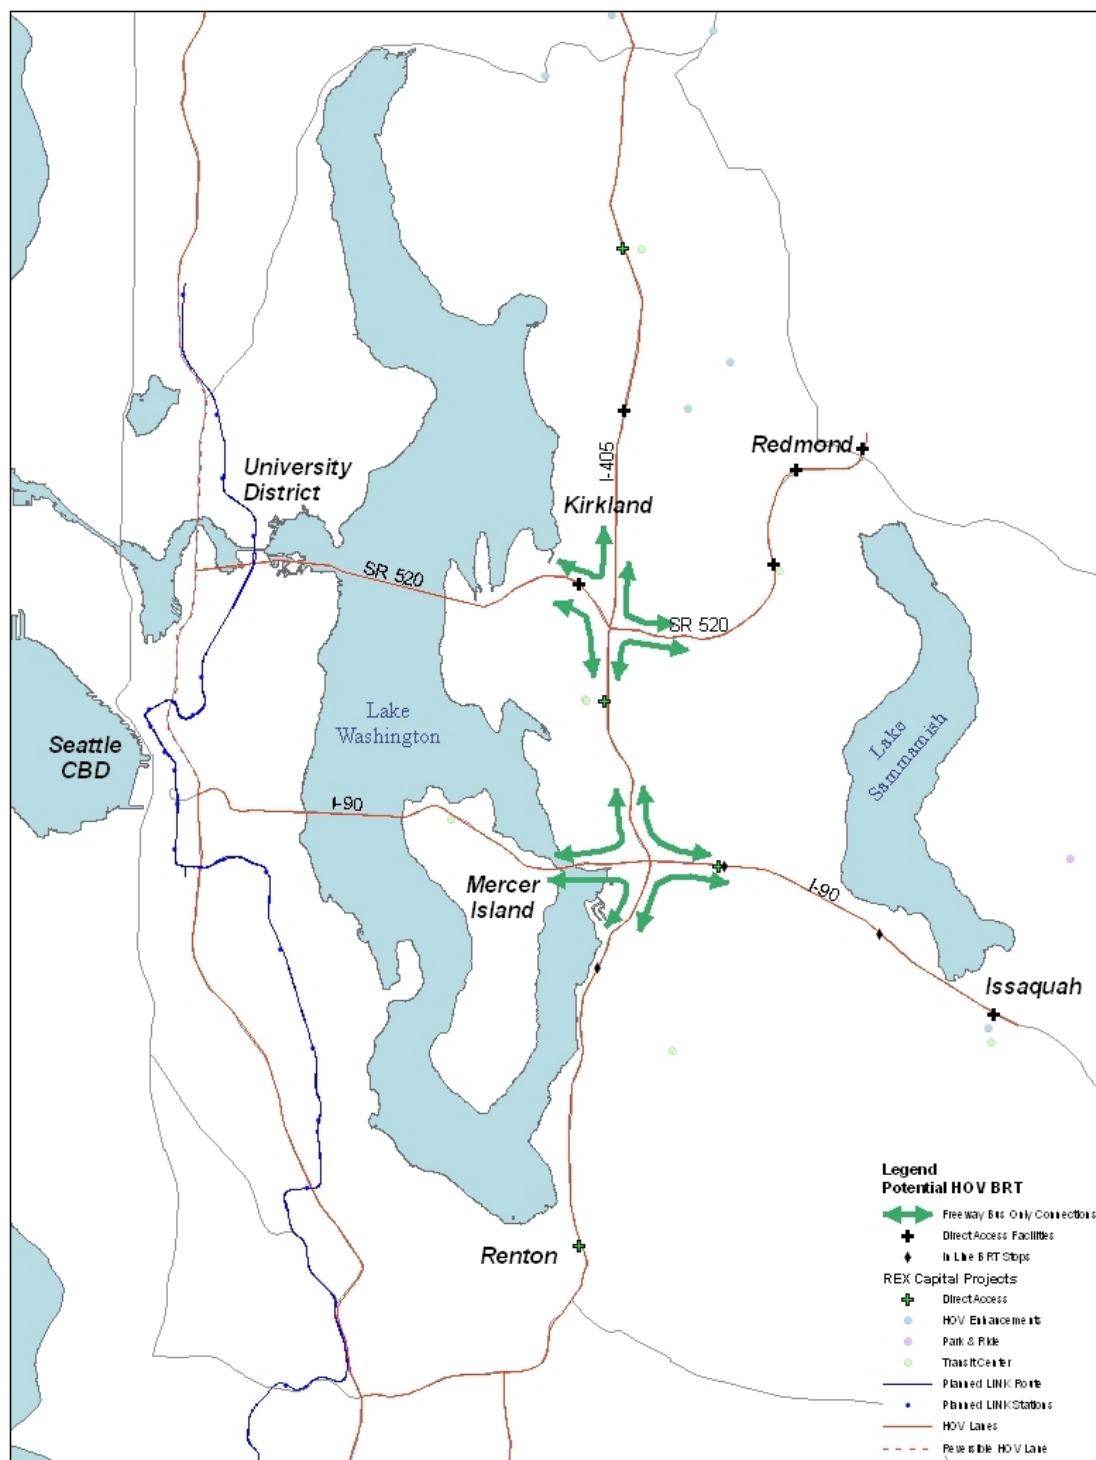 I-405
Redmond
University
District
Kirkland
SR 520
SR 520
Lake
Washington
Lake
Sammamish
Seattle
CBD
I-90
Mercer
Island
I-90
Issaquah
Renton
Legend
Potential HOV BRT
Freeway Bus Only Connections
Direct Access Facilities
In Line BRT Stops
REX Capital Projects
Direct Access
HOV Enhancements
Park & Ride
Transit Center
Planned LINK Route
Planned LINK Stations
HOV Lanes
Reversible HOV Lane